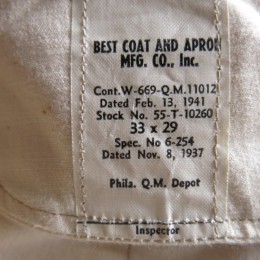 BEST COAT AND APRON
MFG. CO., Inc.
Cont.W-669-Q.M.11012
Dated Feb. 13, 1941
Stock No. 55-T-10260
33 x 29
Spec. No 6-254
Dated Nov. 8, 1937
Phila. Q.M. Depot
Inspector